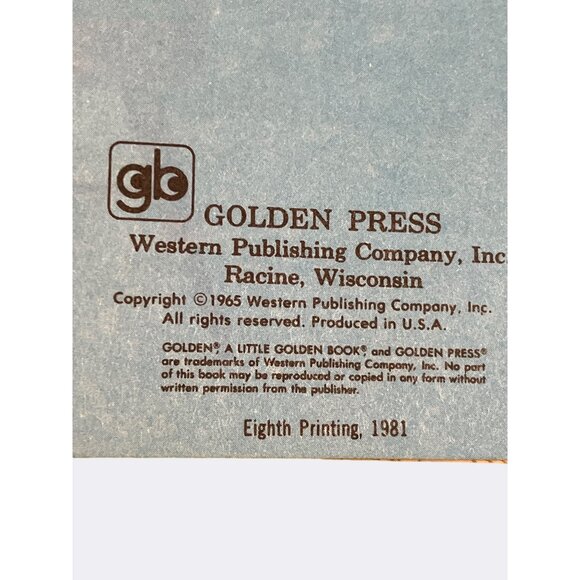 gb
GOLDEN PRESS
Western Publishing Company, Inc
Racine, Wisconsin
Copyright ©1965 Western Publishing Company, Inc.
All rights reserved. Produced in U.S.A.
GOLDEN®, A LITTLE GOLDEN BOOK®, and GOLDEN PRESS®
are trademarks of Western Publishing Company, Inc. No part
of this book may be reproduced or copied in any form without
written permission from the publisher.
Eighth Printing, 1981